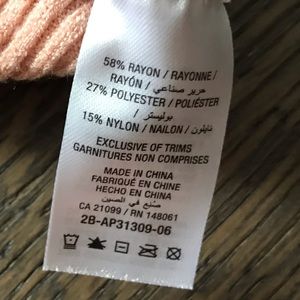 58% RAYON / RAYONNE /
RAYÓN / حرير صناعي
27% POLYESTER / POLIÉSTER /
بوليستر
15% NYLON / NAILON / نايلون
EXCLUSIVE OF TRIMS
GARNITURES NON COMPRISES
MADE IN CHINA
FABRIQUÉ EN CHINE
HECHO EN CHINA
صنع في الصين
CA 21099 / RN 148061
2B-AP31309-06